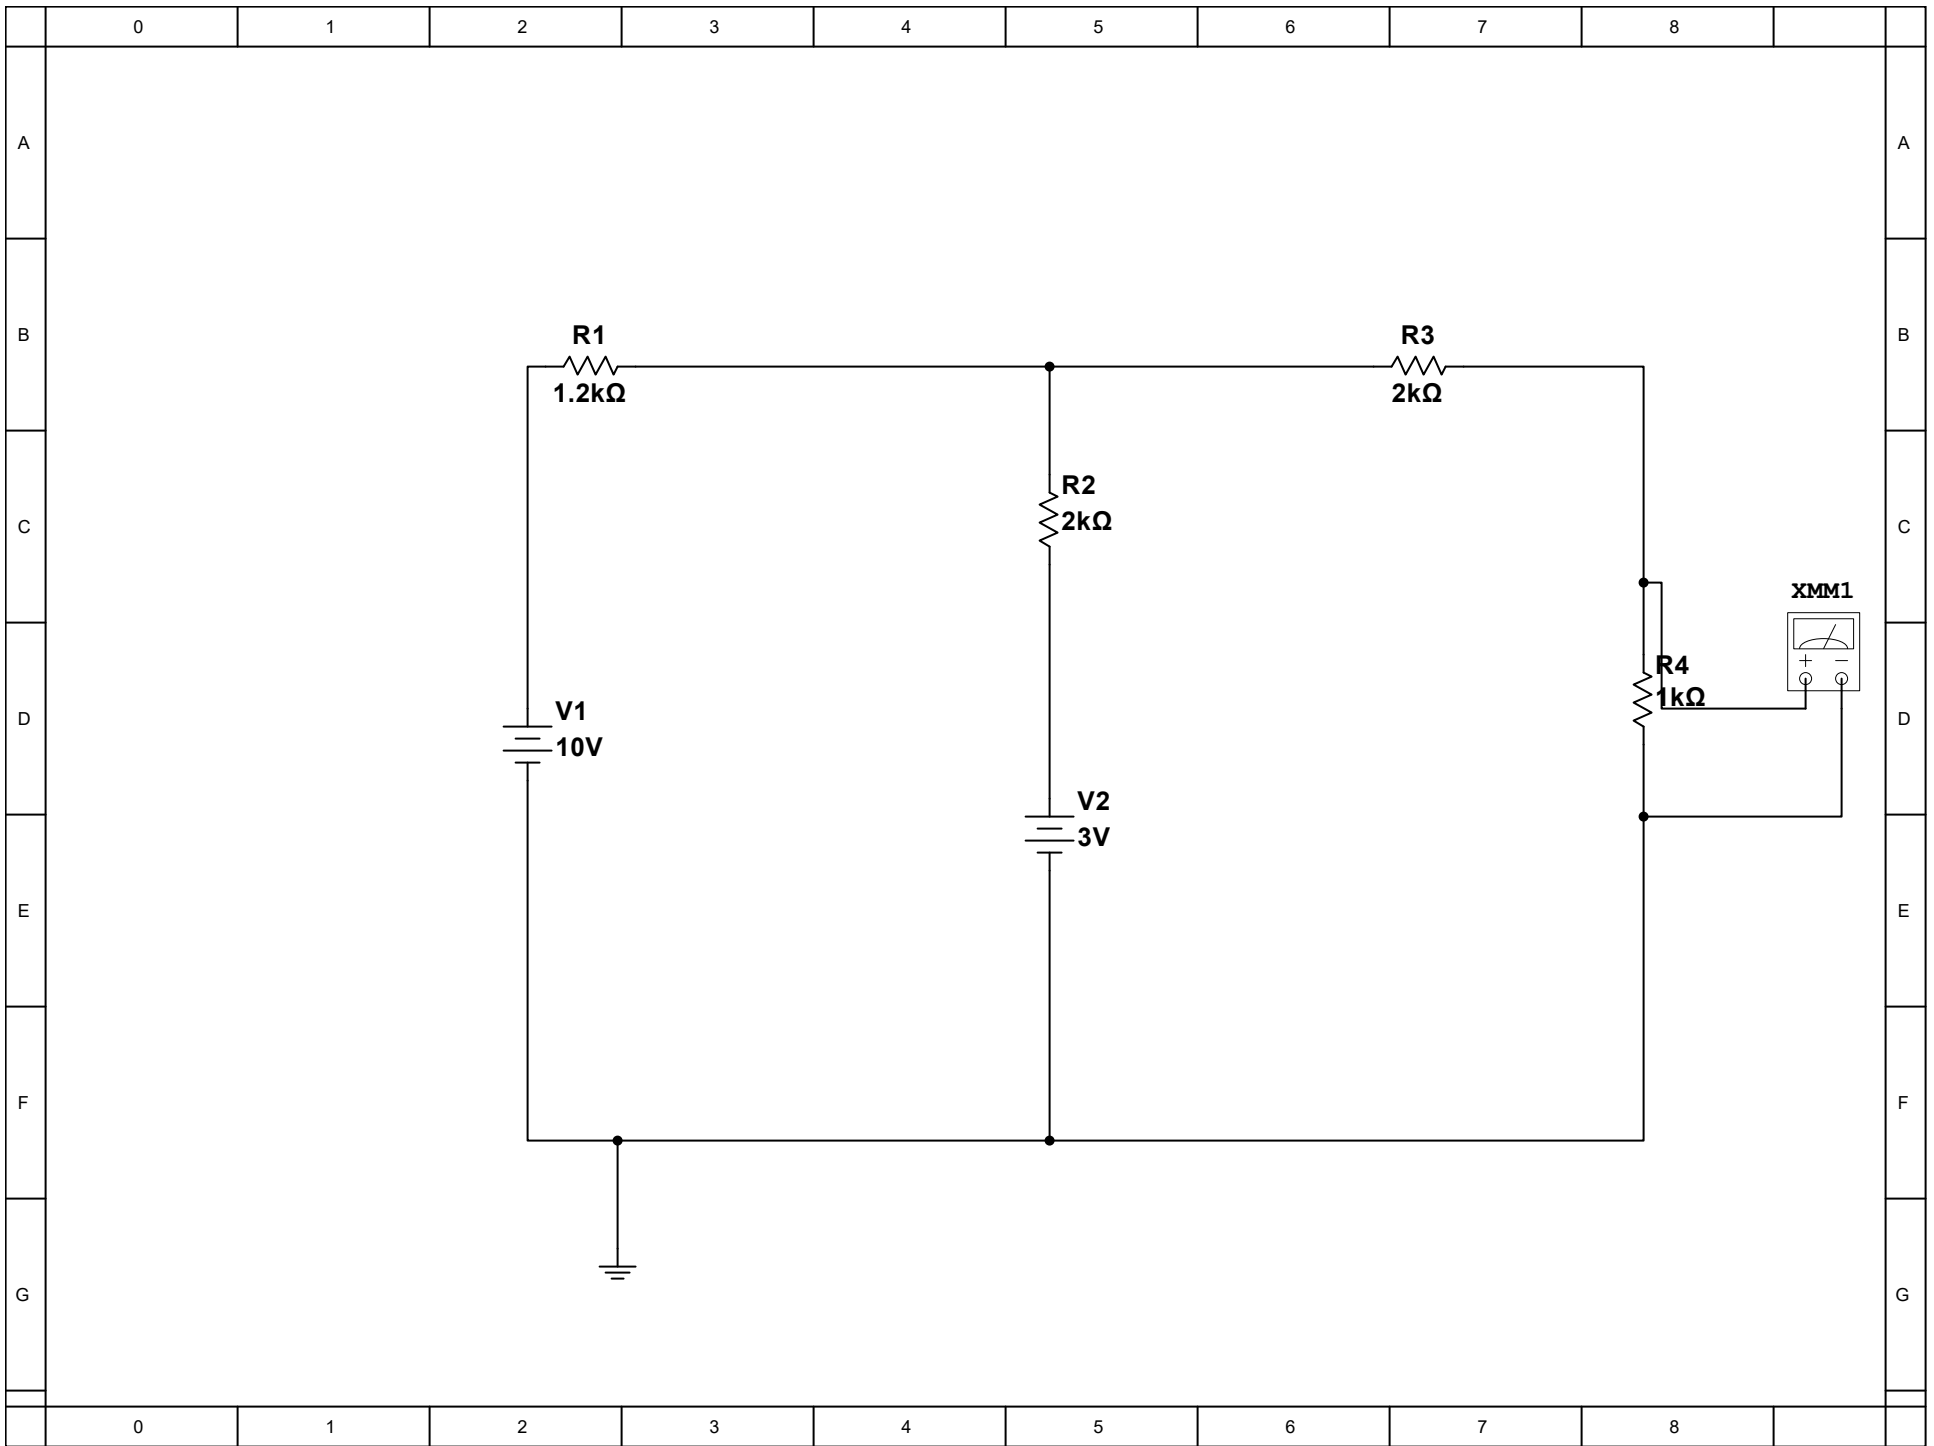 0 1 2 3 4 5 6 7 8
A A
B B
R1 R3
1.2kΩ 2kΩ
R2
C 2kΩ C
XMM1
+ −
R4
1kΩ
V1
D D
10V
V2
3V
E E
F F
G G
0 1 2 3 4 5 6 7 8